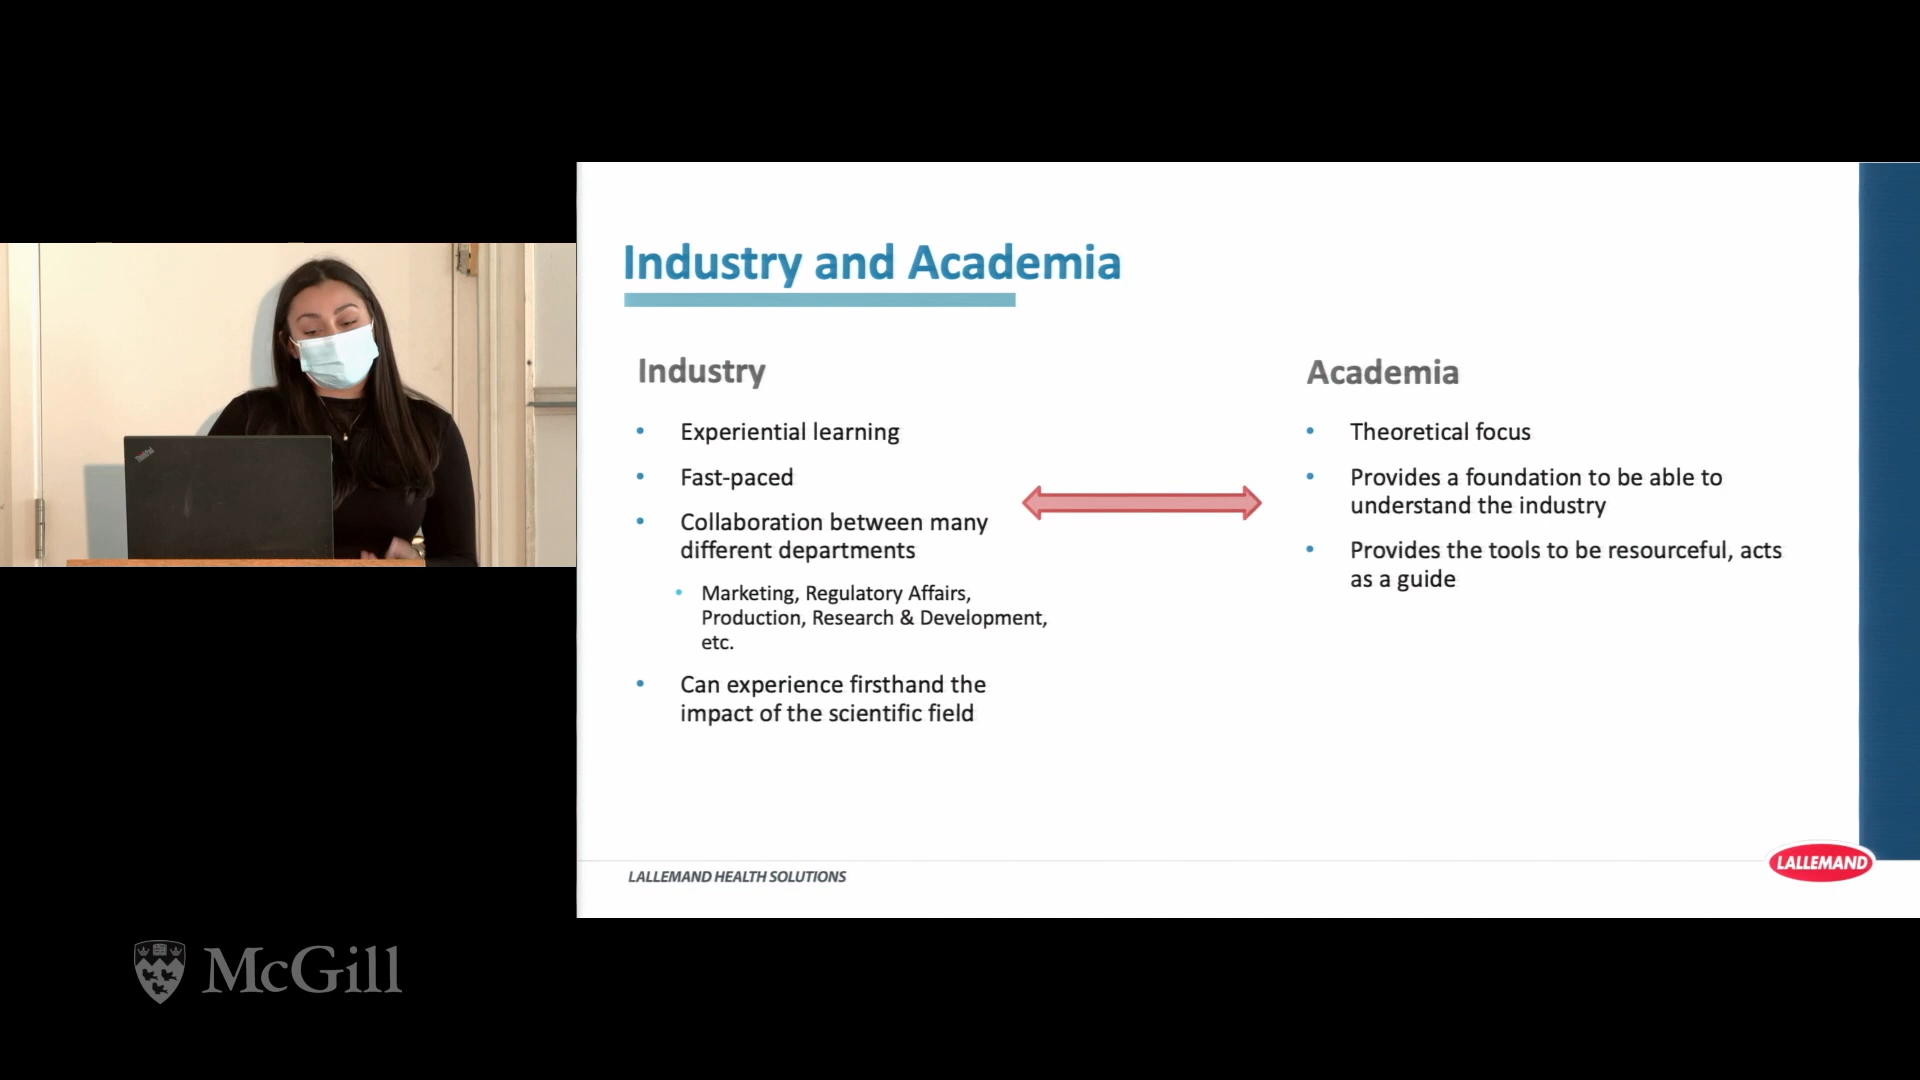 Industry and Academia
Industry
• Experiential learning
• Fast-paced
• Collaboration between many
different departments
• Marketing, Regulatory Affairs,
Production, Research & Development,
etc.
• Can experience firsthand the
impact of the scientific field
Academia
• Theoretical focus
• Provides a foundation to be able to
understand the industry
• Provides the tools to be resourceful, acts
as a guide
LALLEMAND HEALTH SOLUTIONS
LALLEMAND
ThinkPad
McGill